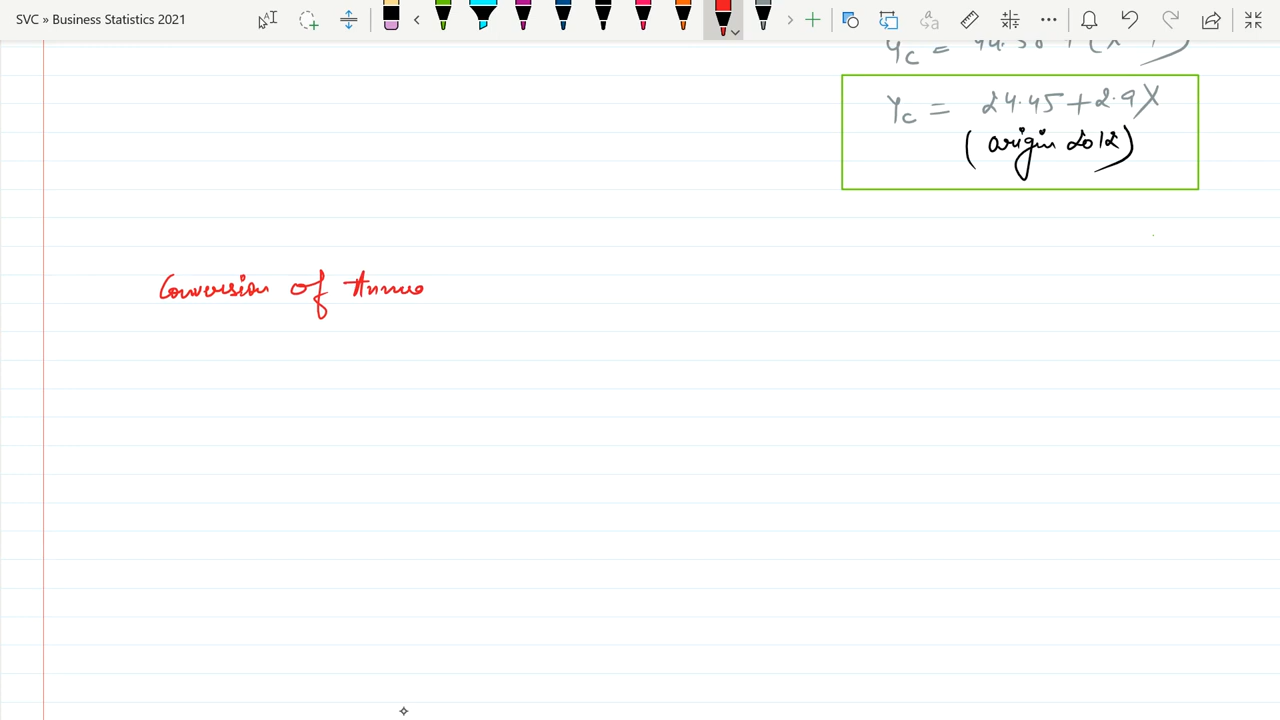 SVC » Business Statistics 2021
Yc = 24.45 + 2.9X
(origin 2012)
Conversion of Annua